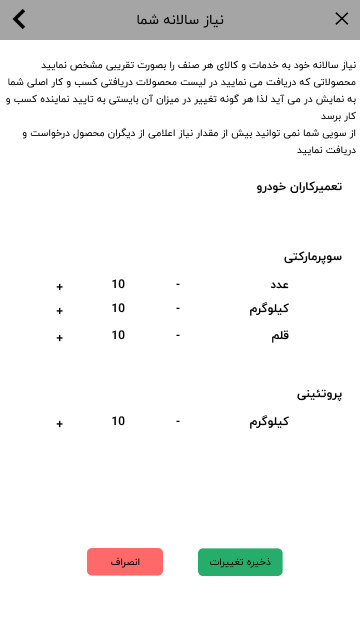 نیاز سالانه شما
نیاز سالانه خود به خدمات و کالای هر صنف را بصورت تقریبی مشخص نمایید
محصولاتی که دریافت می نمایید در لیست محصولات دریافتی کسب و کار اصلی شما
به نمایش در می آید لذا هر گونه تغییر در میزان آن بایستی به تایید نماینده کسب و
کار برسد
از سویی شما نمی توانید بیش از مقدار نیاز اعلامی از دیگران محصول درخواست و
دریافت نمایید
تعمیرکاران خودرو
سوپرمارکتی
عدد - 10 +
کیلوگرم - 10 +
قلم - 10 +
پروتئینی
کیلوگرم - 10 +
ذخیره تغییرات
انصراف